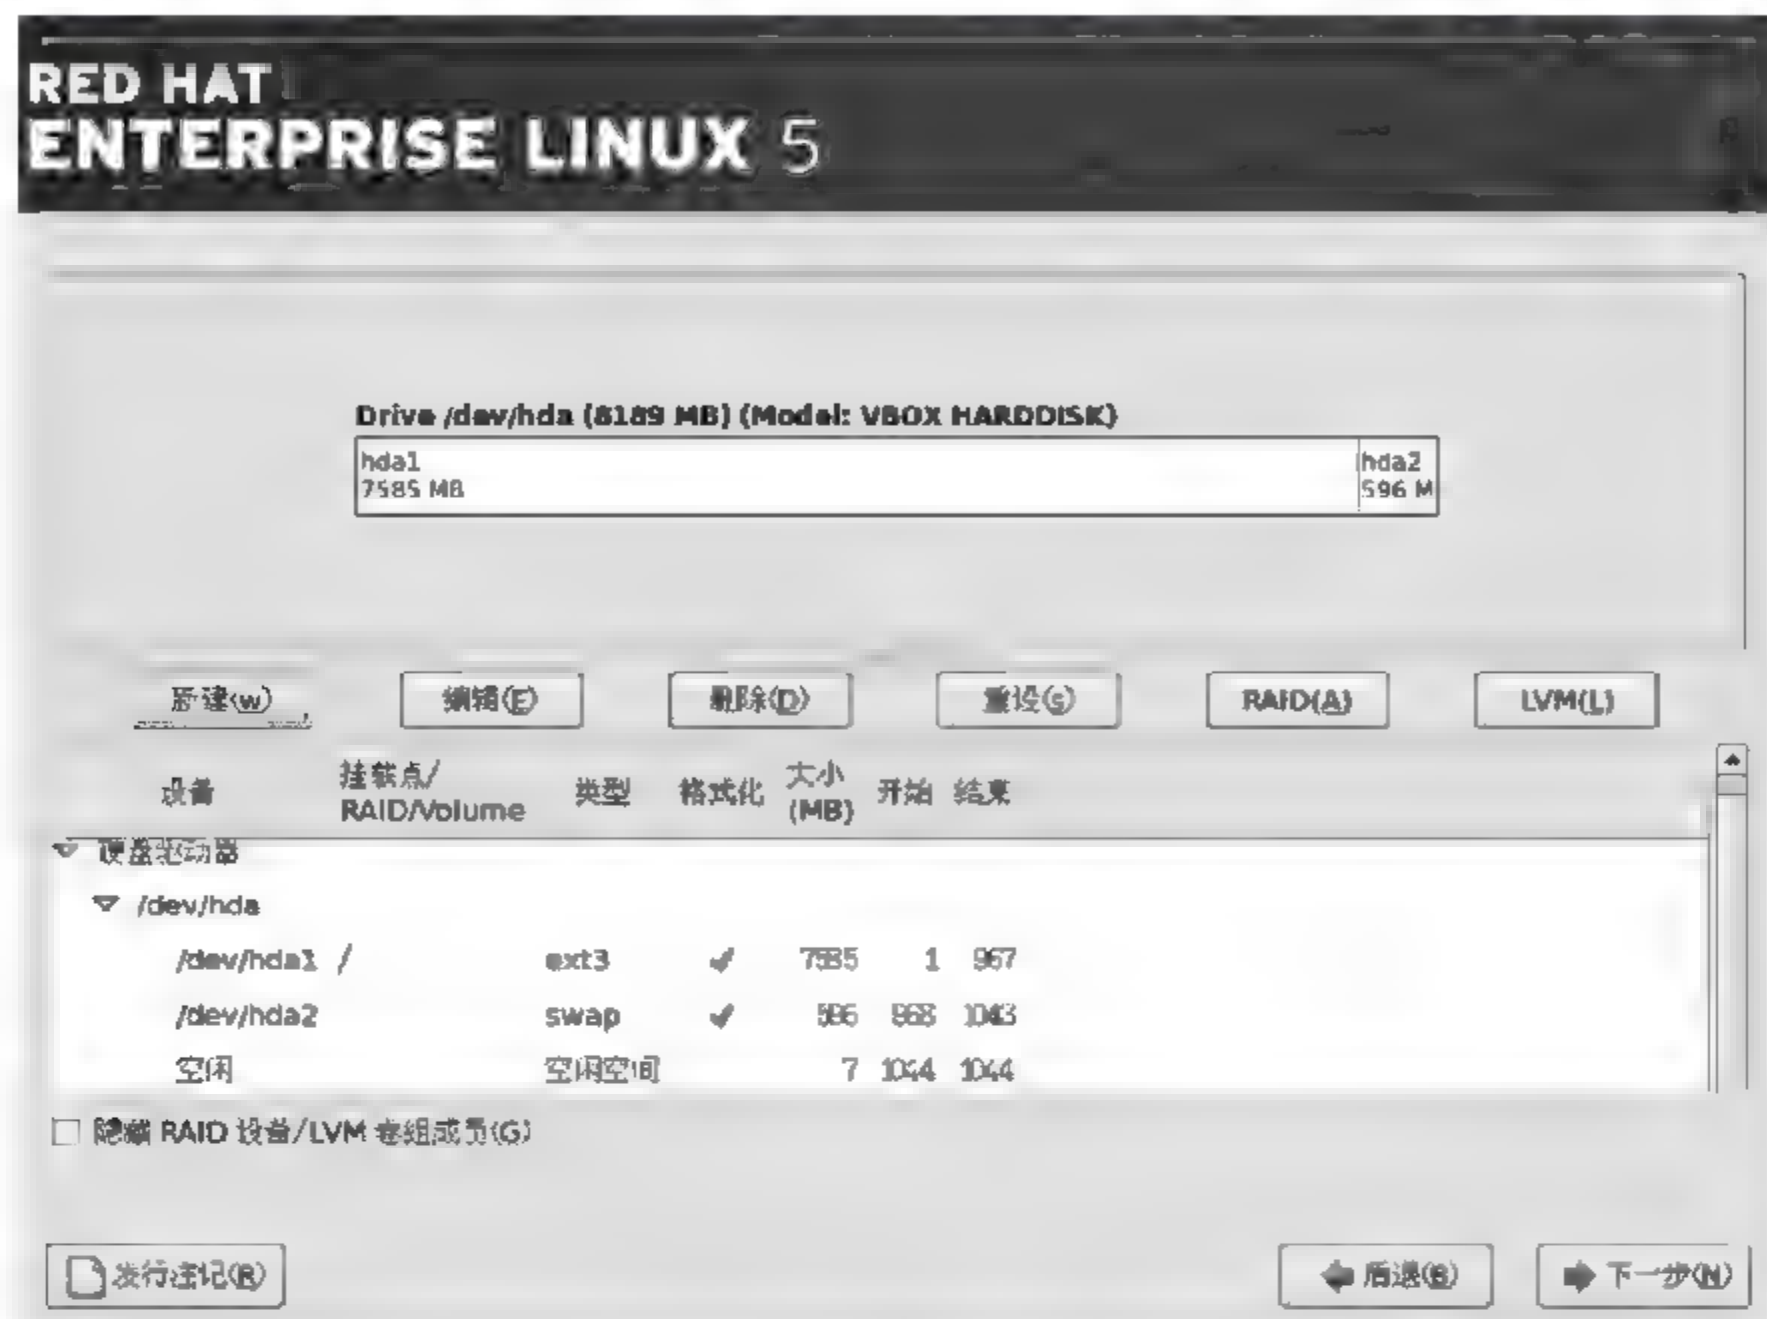 RED HAT
ENTERPRISE LINUX 5
Drive /dev/hda (8189 MB) (Model: VBOX HARDDISK)
hda1 hda2
7585 MB 596 M
新建(W) 编辑(E) 删除(D) 重设(S) RAID(A) LVM(L)
设备 挂载点/ RAID/Volume 类型 格式化 大小 (MB) 开始 结束
硬盘驱动器
/dev/hda
/dev/hda1 / ext3 7585 1 967
/dev/hda2 swap 596 968 1043
空闲 空闲空间 7 1044 1044
隐藏 RAID 设备/LVM 卷组成员(G)
发行注记(R) 后退(B) 下一步(N)